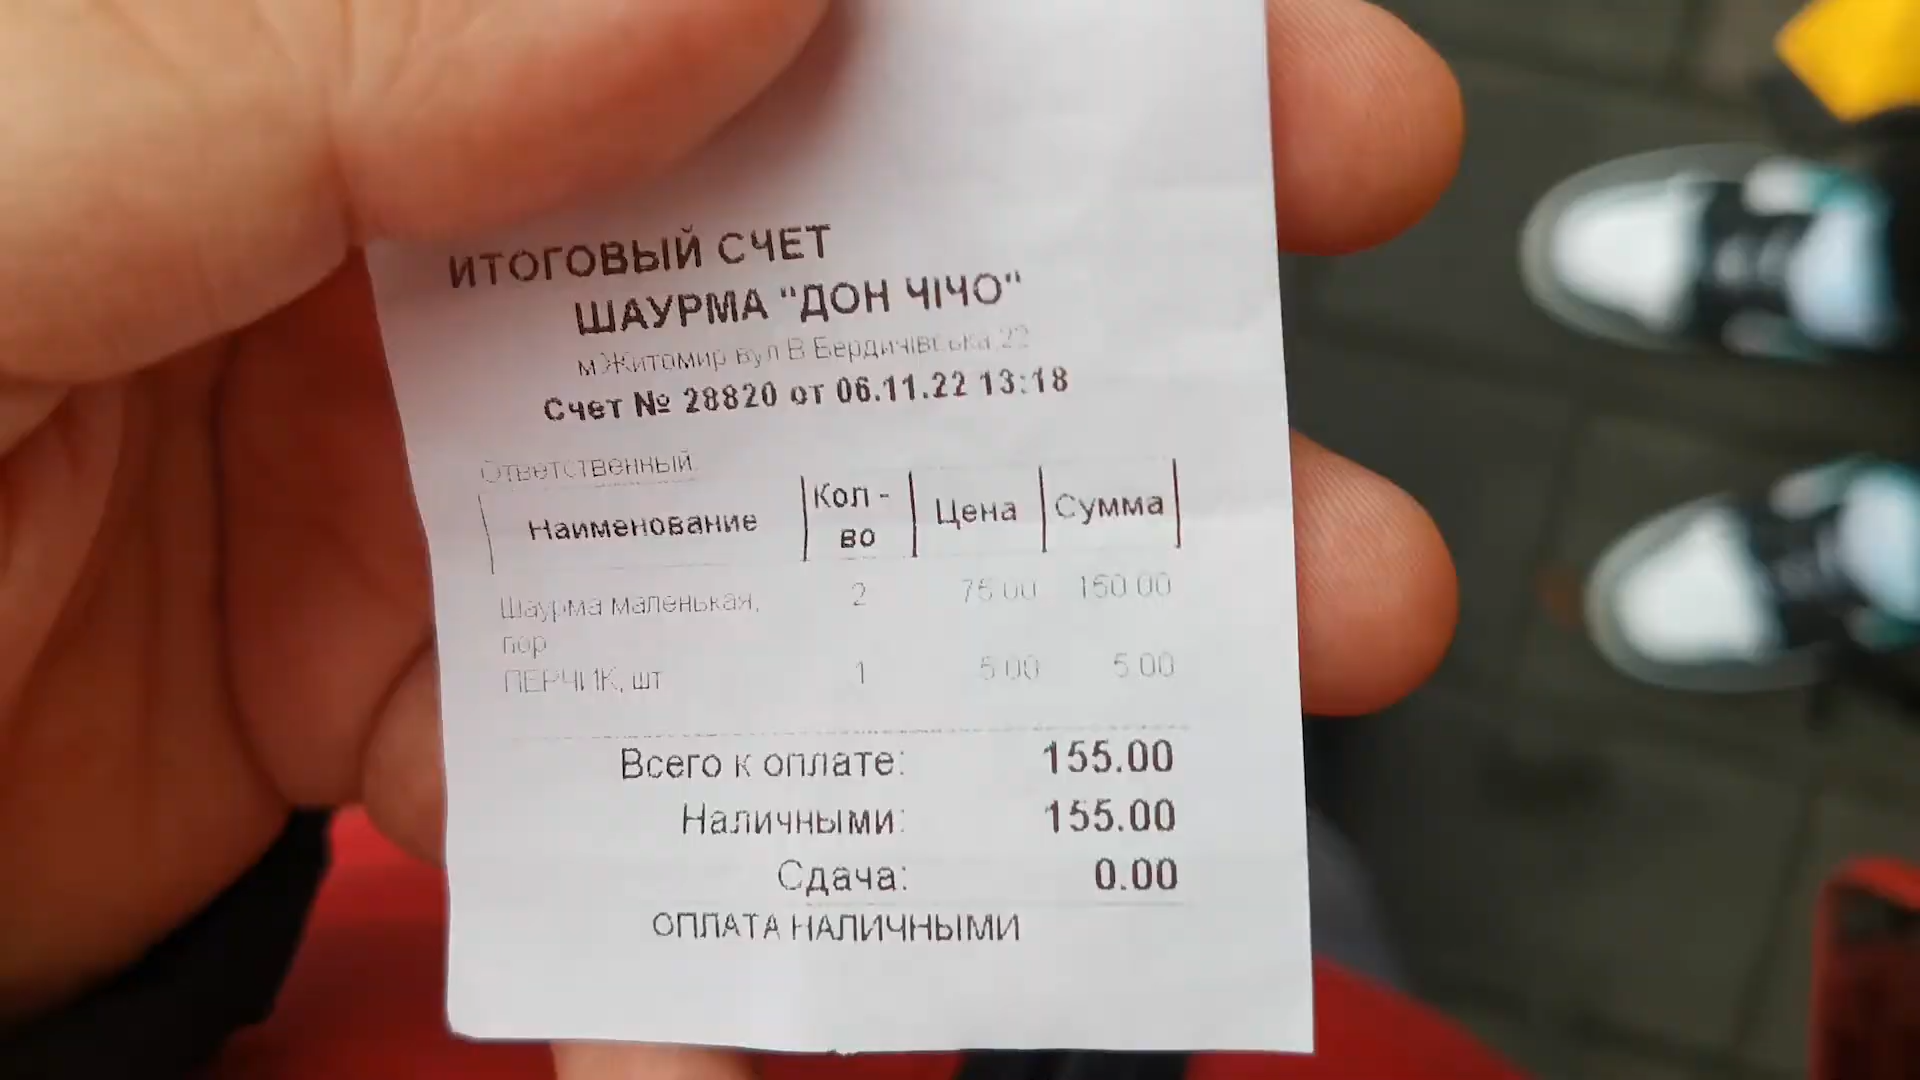 ИТОГОВЫЙ СЧЕТ
ШАУРМА "ДОН ЧІЧО"
м Житомир вул В Бердичівська 22
Счет № 28820 от 06.11.22 13:18
Ответственный:
Наименование Кол - во Цена Сумма
Шаурма маленькая, 2 75.00 150.00
пор
ПЕРЧИК, шт 1 5.00 5.00
Всего к оплате: 155.00
Наличными: 155.00
Сдача: 0.00
ОПЛАТА НАЛИЧНЫМИ